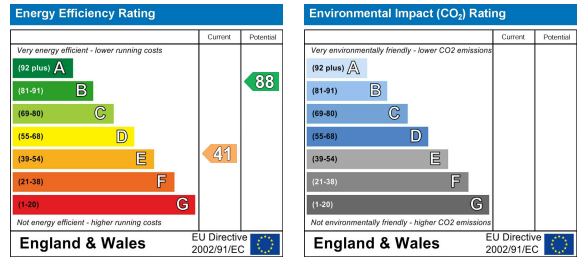 Energy Efficiency Rating
Current Potential
Very energy efficient - lower running costs
(92 plus) A
(81-91) B
(69-80) C
(55-68) D
(39-54) E
(21-38) F
(1-20) G
88
41
Not energy efficient - higher running costs
England & Wales
EU Directive
2002/91/EC
Environmental Impact (CO₂) Rating
Current Potential
Very environmentally friendly - lower CO2 emissions
(92 plus) A
(81-91) B
(69-80) C
(55-68) D
(39-54) E
(21-38) F
(1-20) G
Not environmentally friendly - higher CO2 emissions
England & Wales
EU Directive
2002/91/EC